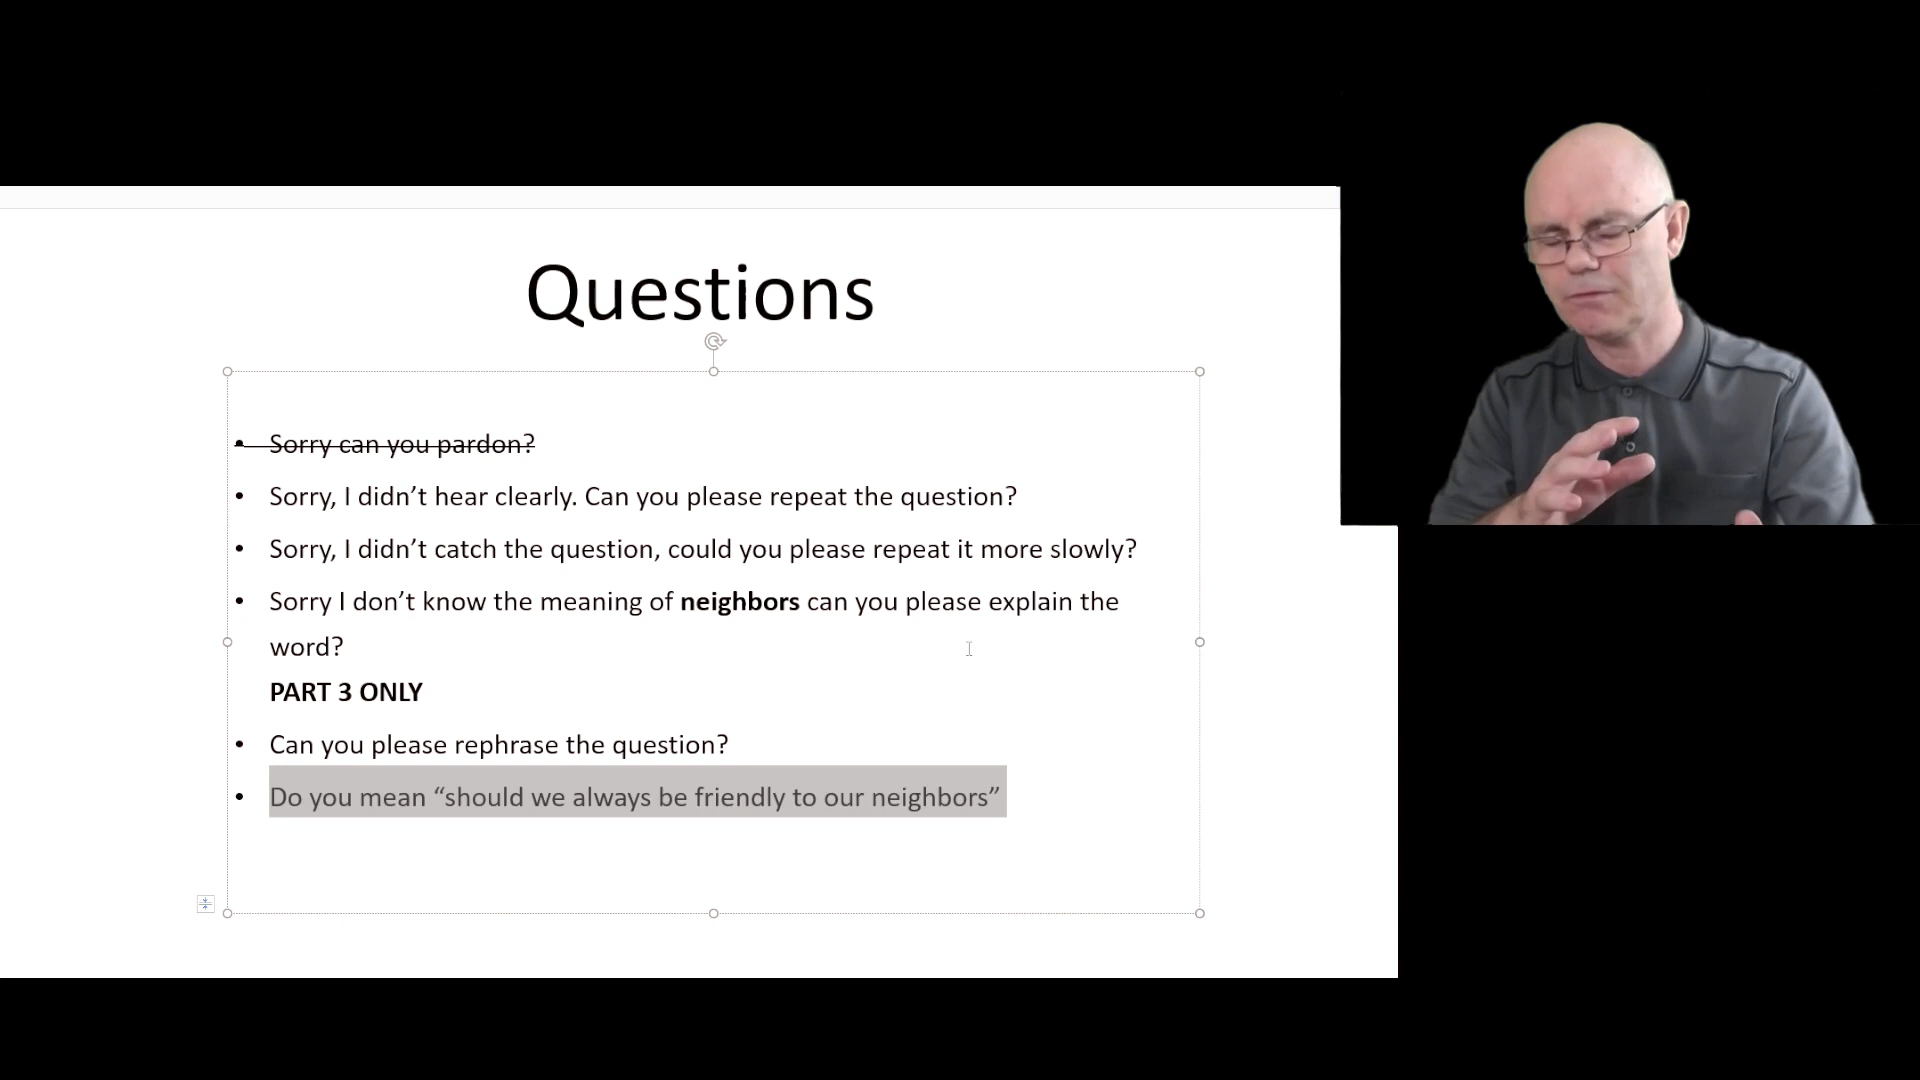 Questions
• Sorry can you pardon?
• Sorry, I didn’t hear clearly. Can you please repeat the question?
• Sorry, I didn’t catch the question, could you please repeat it more slowly?
• Sorry I don’t know the meaning of neighbors can you please explain the
word?
PART 3 ONLY
• Can you please rephrase the question?
• Do you mean “should we always be friendly to our neighbors”